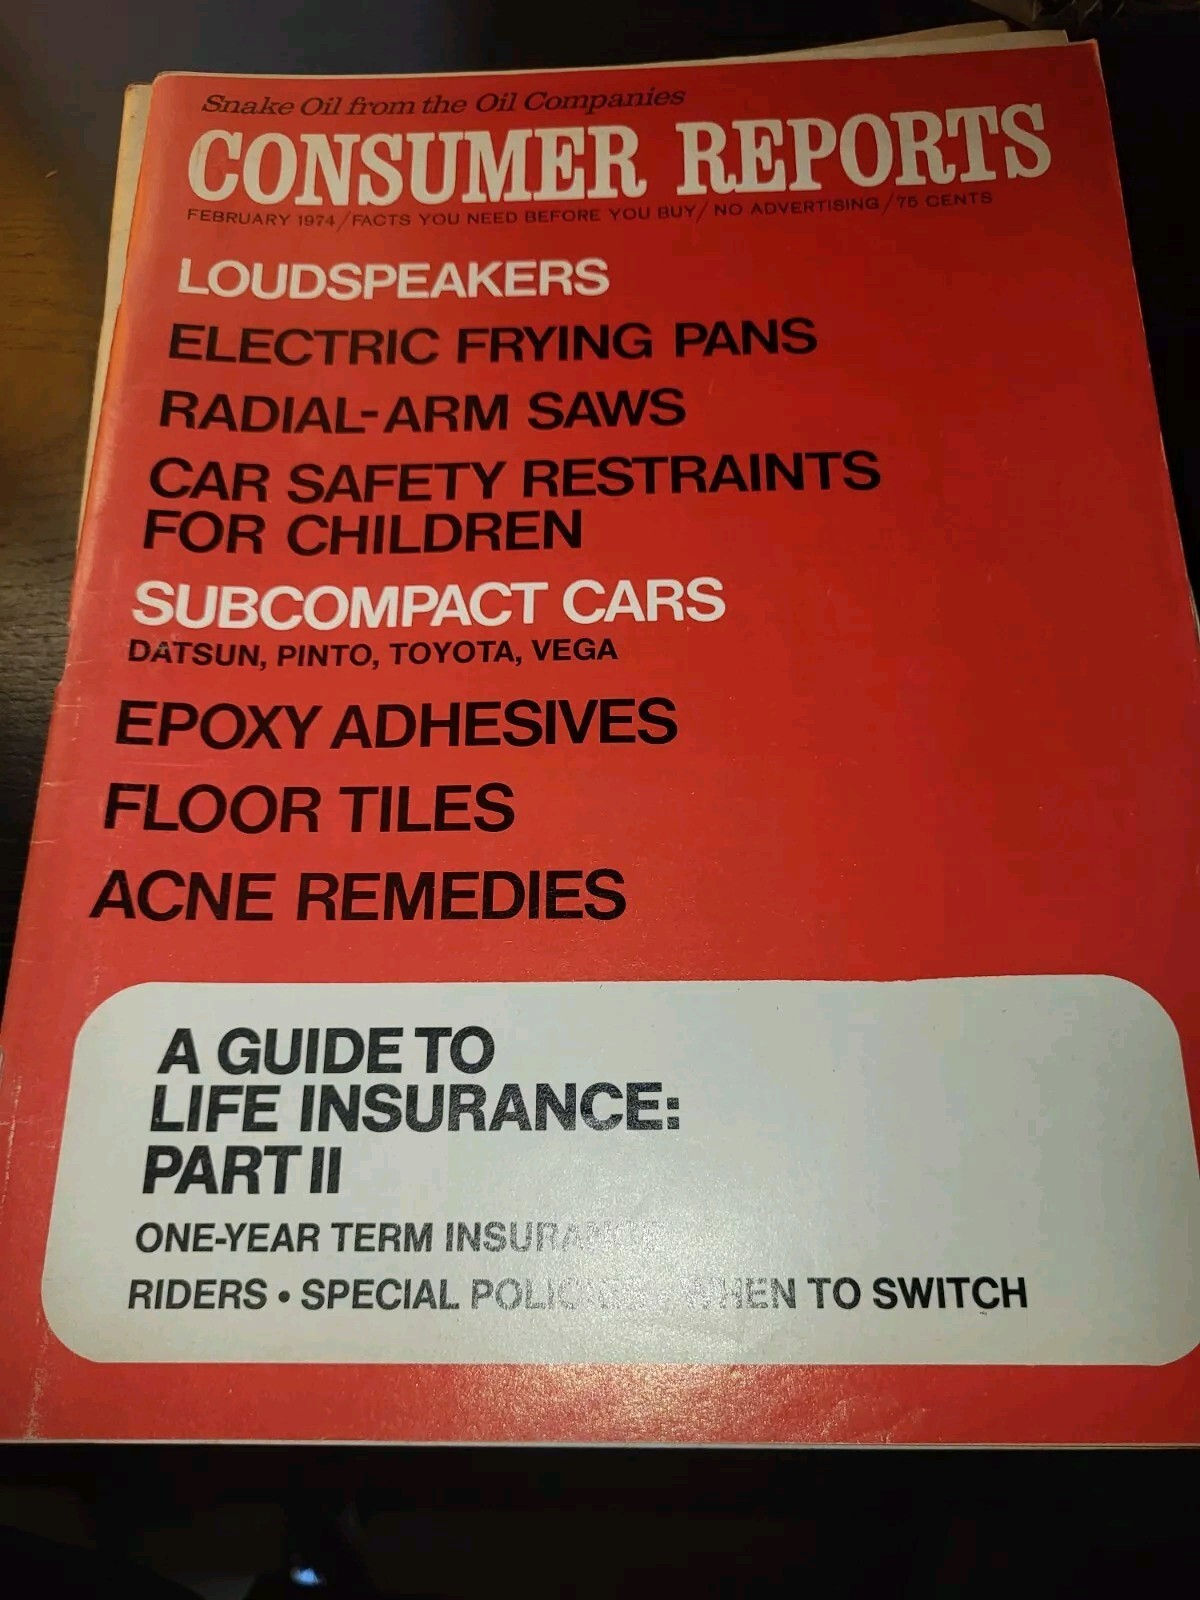 Snake Oil from the Oil Companies
CONSUMER REPORTS
FEBRUARY 1974/FACTS YOU NEED BEFORE YOU BUY/NO ADVERTISING/75 CENTS
LOUDSPEAKERS
ELECTRIC FRYING PANS
RADIAL-ARM SAWS
CAR SAFETY RESTRAINTS
FOR CHILDREN
SUBCOMPACT CARS
DATSUN, PINTO, TOYOTA, VEGA
EPOXY ADHESIVES
FLOOR TILES
ACNE REMEDIES
A GUIDE TO
LIFE INSURANCE:
PART II
ONE-YEAR TERM INSURANCE
RIDERS • SPECIAL POLICIES • WHEN TO SWITCH